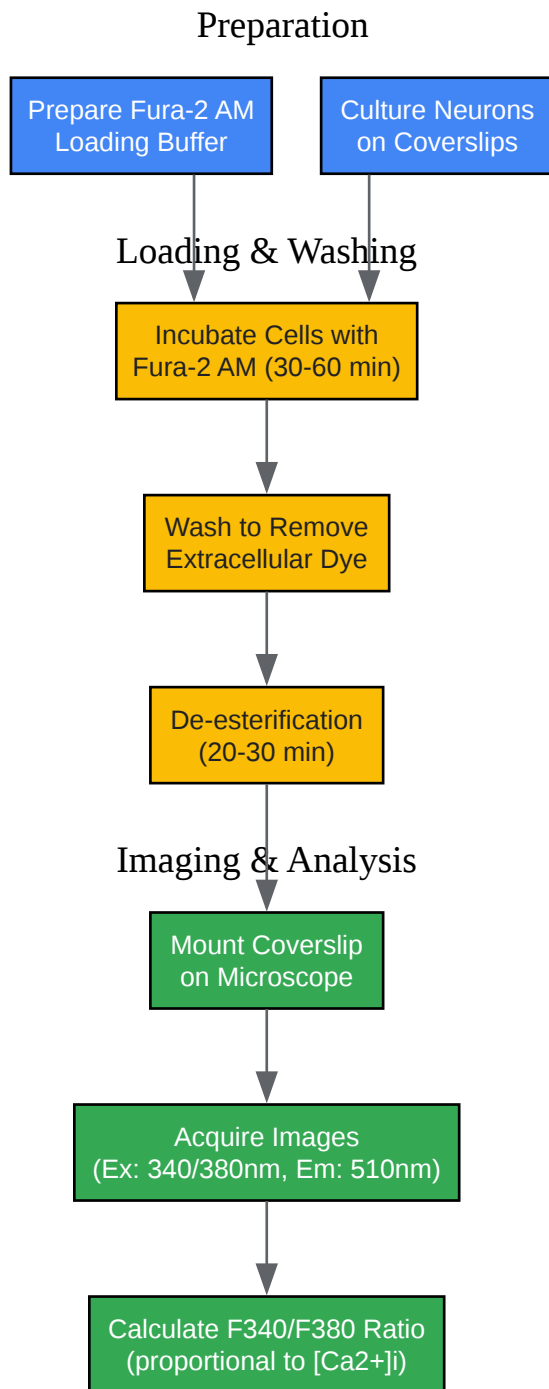 Preparation
Prepare Fura-2 AM
Loading Buffer
Culture Neurons
on Coverslips
Loading & Washing
Incubate Cells with
Fura-2 AM (30-60 min)
Wash to Remove
Extracellular Dye
De-esterification
(20-30 min)
Imaging & Analysis
Mount Coverslip
on Microscope
Acquire Images
(Ex: 340/380nm, Em: 510nm)
Calculate F340/F380 Ratio
(proportional to [Ca2+]i)